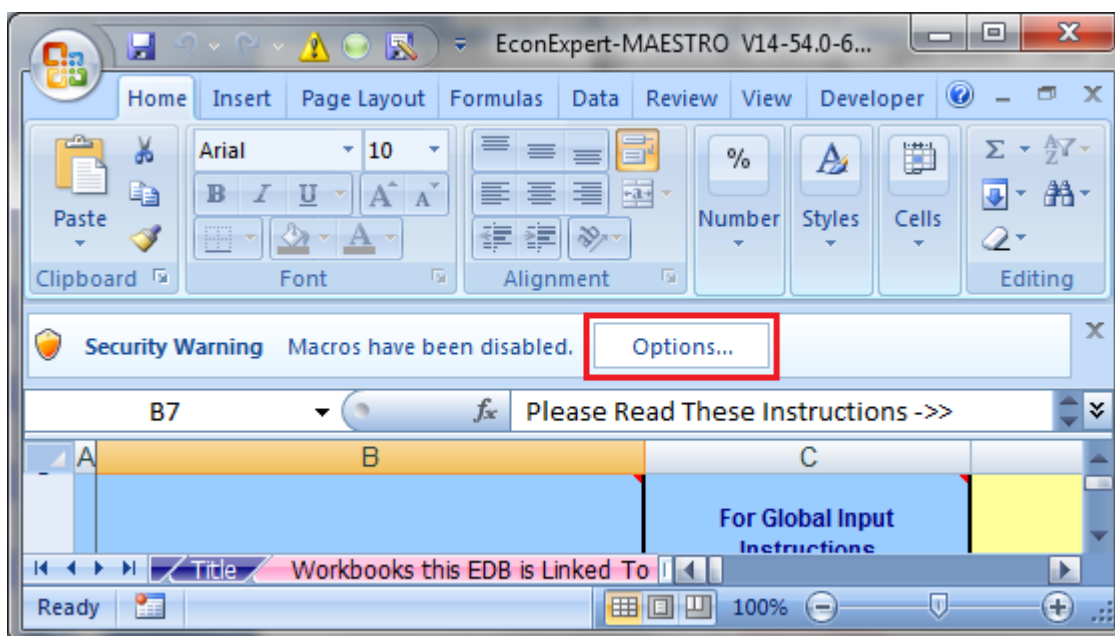 EconExpert-MAESTRO V14-54.0-6...
Home Insert Page Layout Formulas Data Review View Developer
Arial 10
B I U A A
Paste
A
%
Number
A
Styles
Cells
Σ AZ
Clipboard Font Alignment Editing
Security Warning Macros have been disabled. Options...
B7 fx Please Read These Instructions ->>
A B C
For Global Input
Instructions
Title Workbooks this EDB is Linked To
Ready 100%